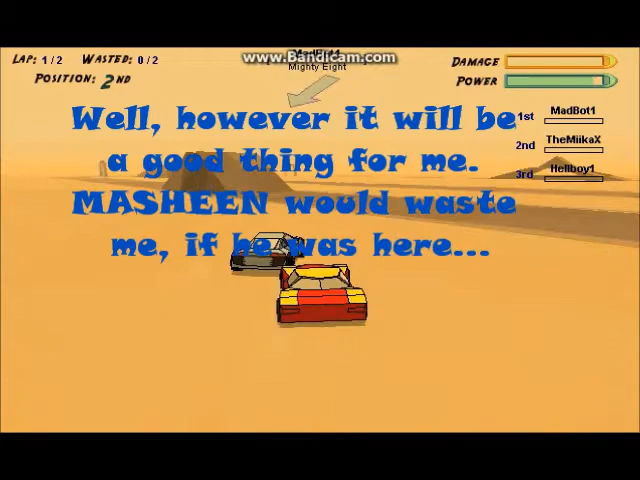 www.Bandicam.com
LAP: 1/2 WASTED: 0/2
POSITION: 2ND
MadBot1
Mighty Eight
DAMAGE
POWER
1st MadBot1
2nd TheMiikaX
3rd Hellboy1
Well, however it will be
a good thing for me.
MASHEEN would waste
me, if he was here...